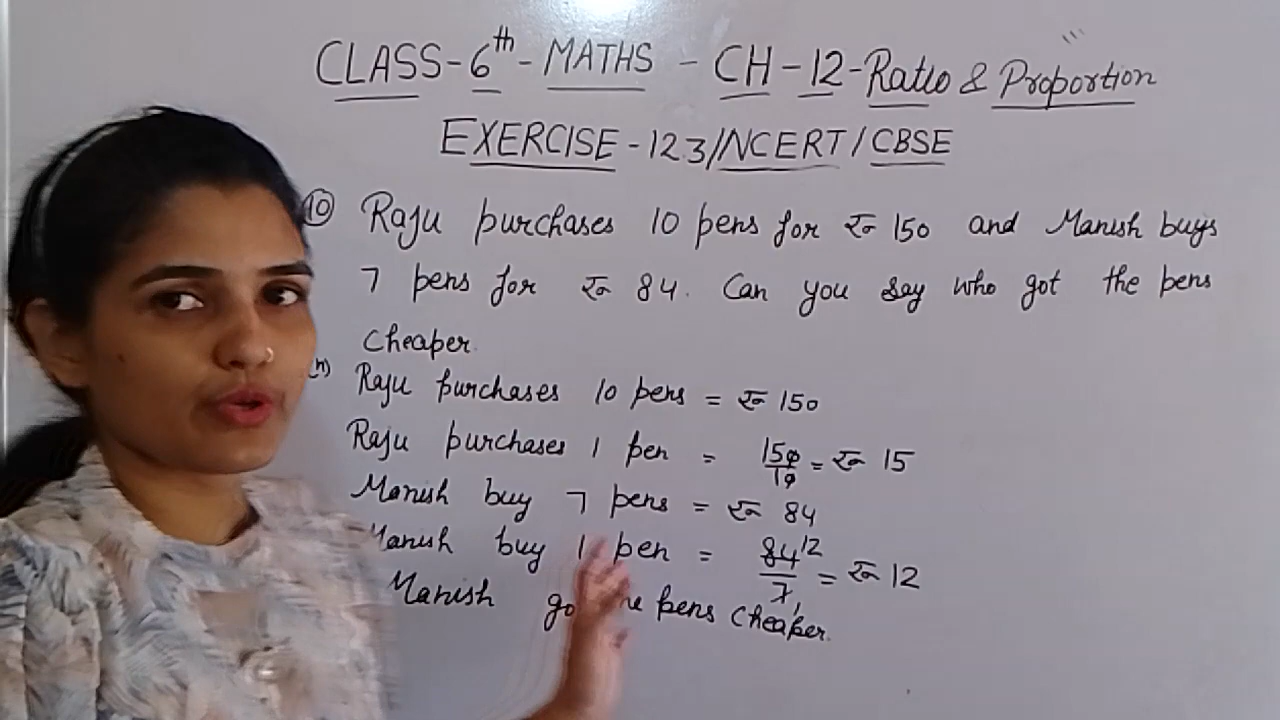 CLASS-6th-MATHS - CH-12-Ratio & Proportion
EXERCISE-12.3/NCERT/CBSE
10 Raju purchases 10 pens for रू 150 and Manish buys
7 pens for रू 84. Can you say who got the pens
cheaper.
Raju purchases 10 pens = रू 150
Raju purchases 1 pen = 150/10 = रू 15
Manish buy 7 pens = रू 84
Manish buy 1 pen = 84/7 12 1 = रू 12
Manish pens cheaper.